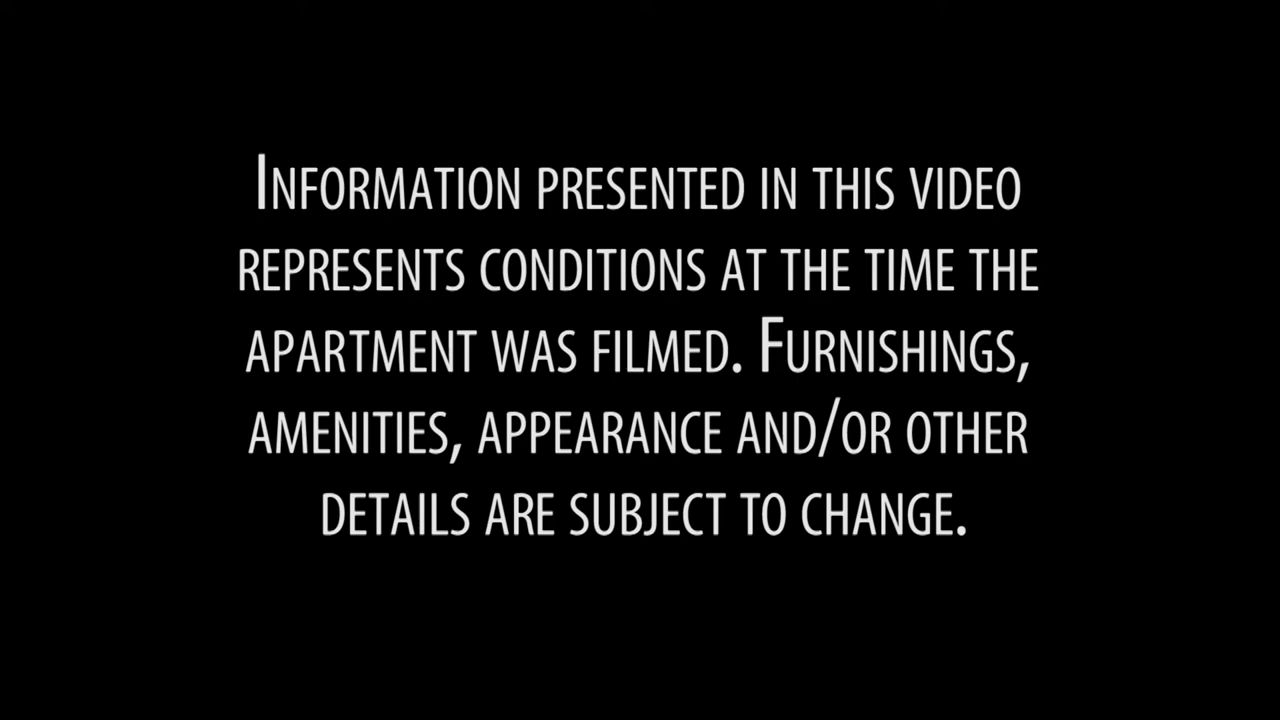 Information presented in this video
represents conditions at the time the
apartment was filmed. Furnishings,
amenities, appearance and/or other
details are subject to change.